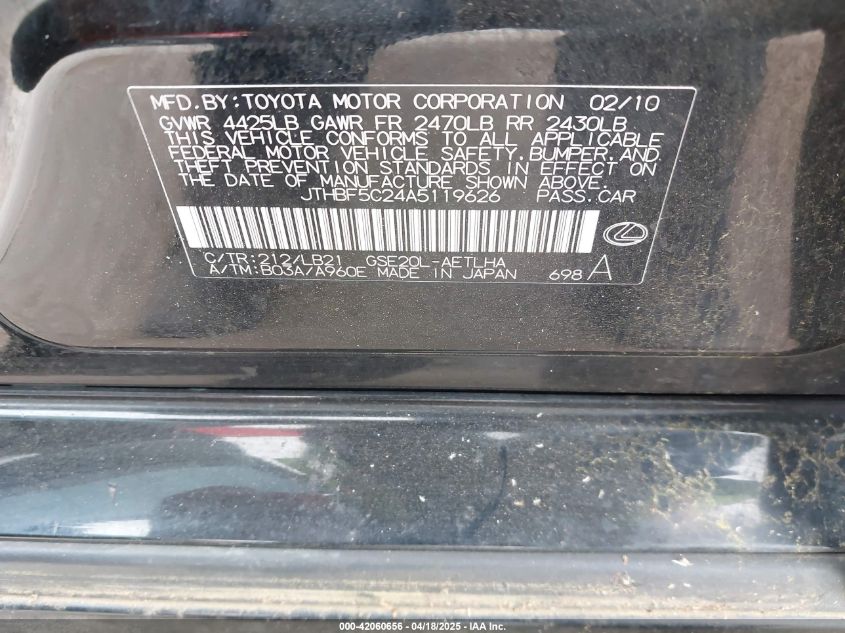 MFD.BY:TOYOTA MOTOR CORPORATION 02/10
GVWR 4425LB GAWR FR 2470LB RR 2430LB
THIS VEHICLE CONFORMS TO ALL APPLICABLE
FEDERAL MOTOR VEHICLE SAFETY,BUMPER,AND
THEFT PREVENTION STANDARDS IN EFFECT ON
THE DATE OF MANUFACTURE SHOWN ABOVE.
JTHBF5C24A5119626 PASS.CAR
C/TR:212/LB21 GSE20L-AETLHA
A/TM:B03A/A960E MADE IN JAPAN 698 A
000-42060656 - 04/18/2025 - IAA Inc.